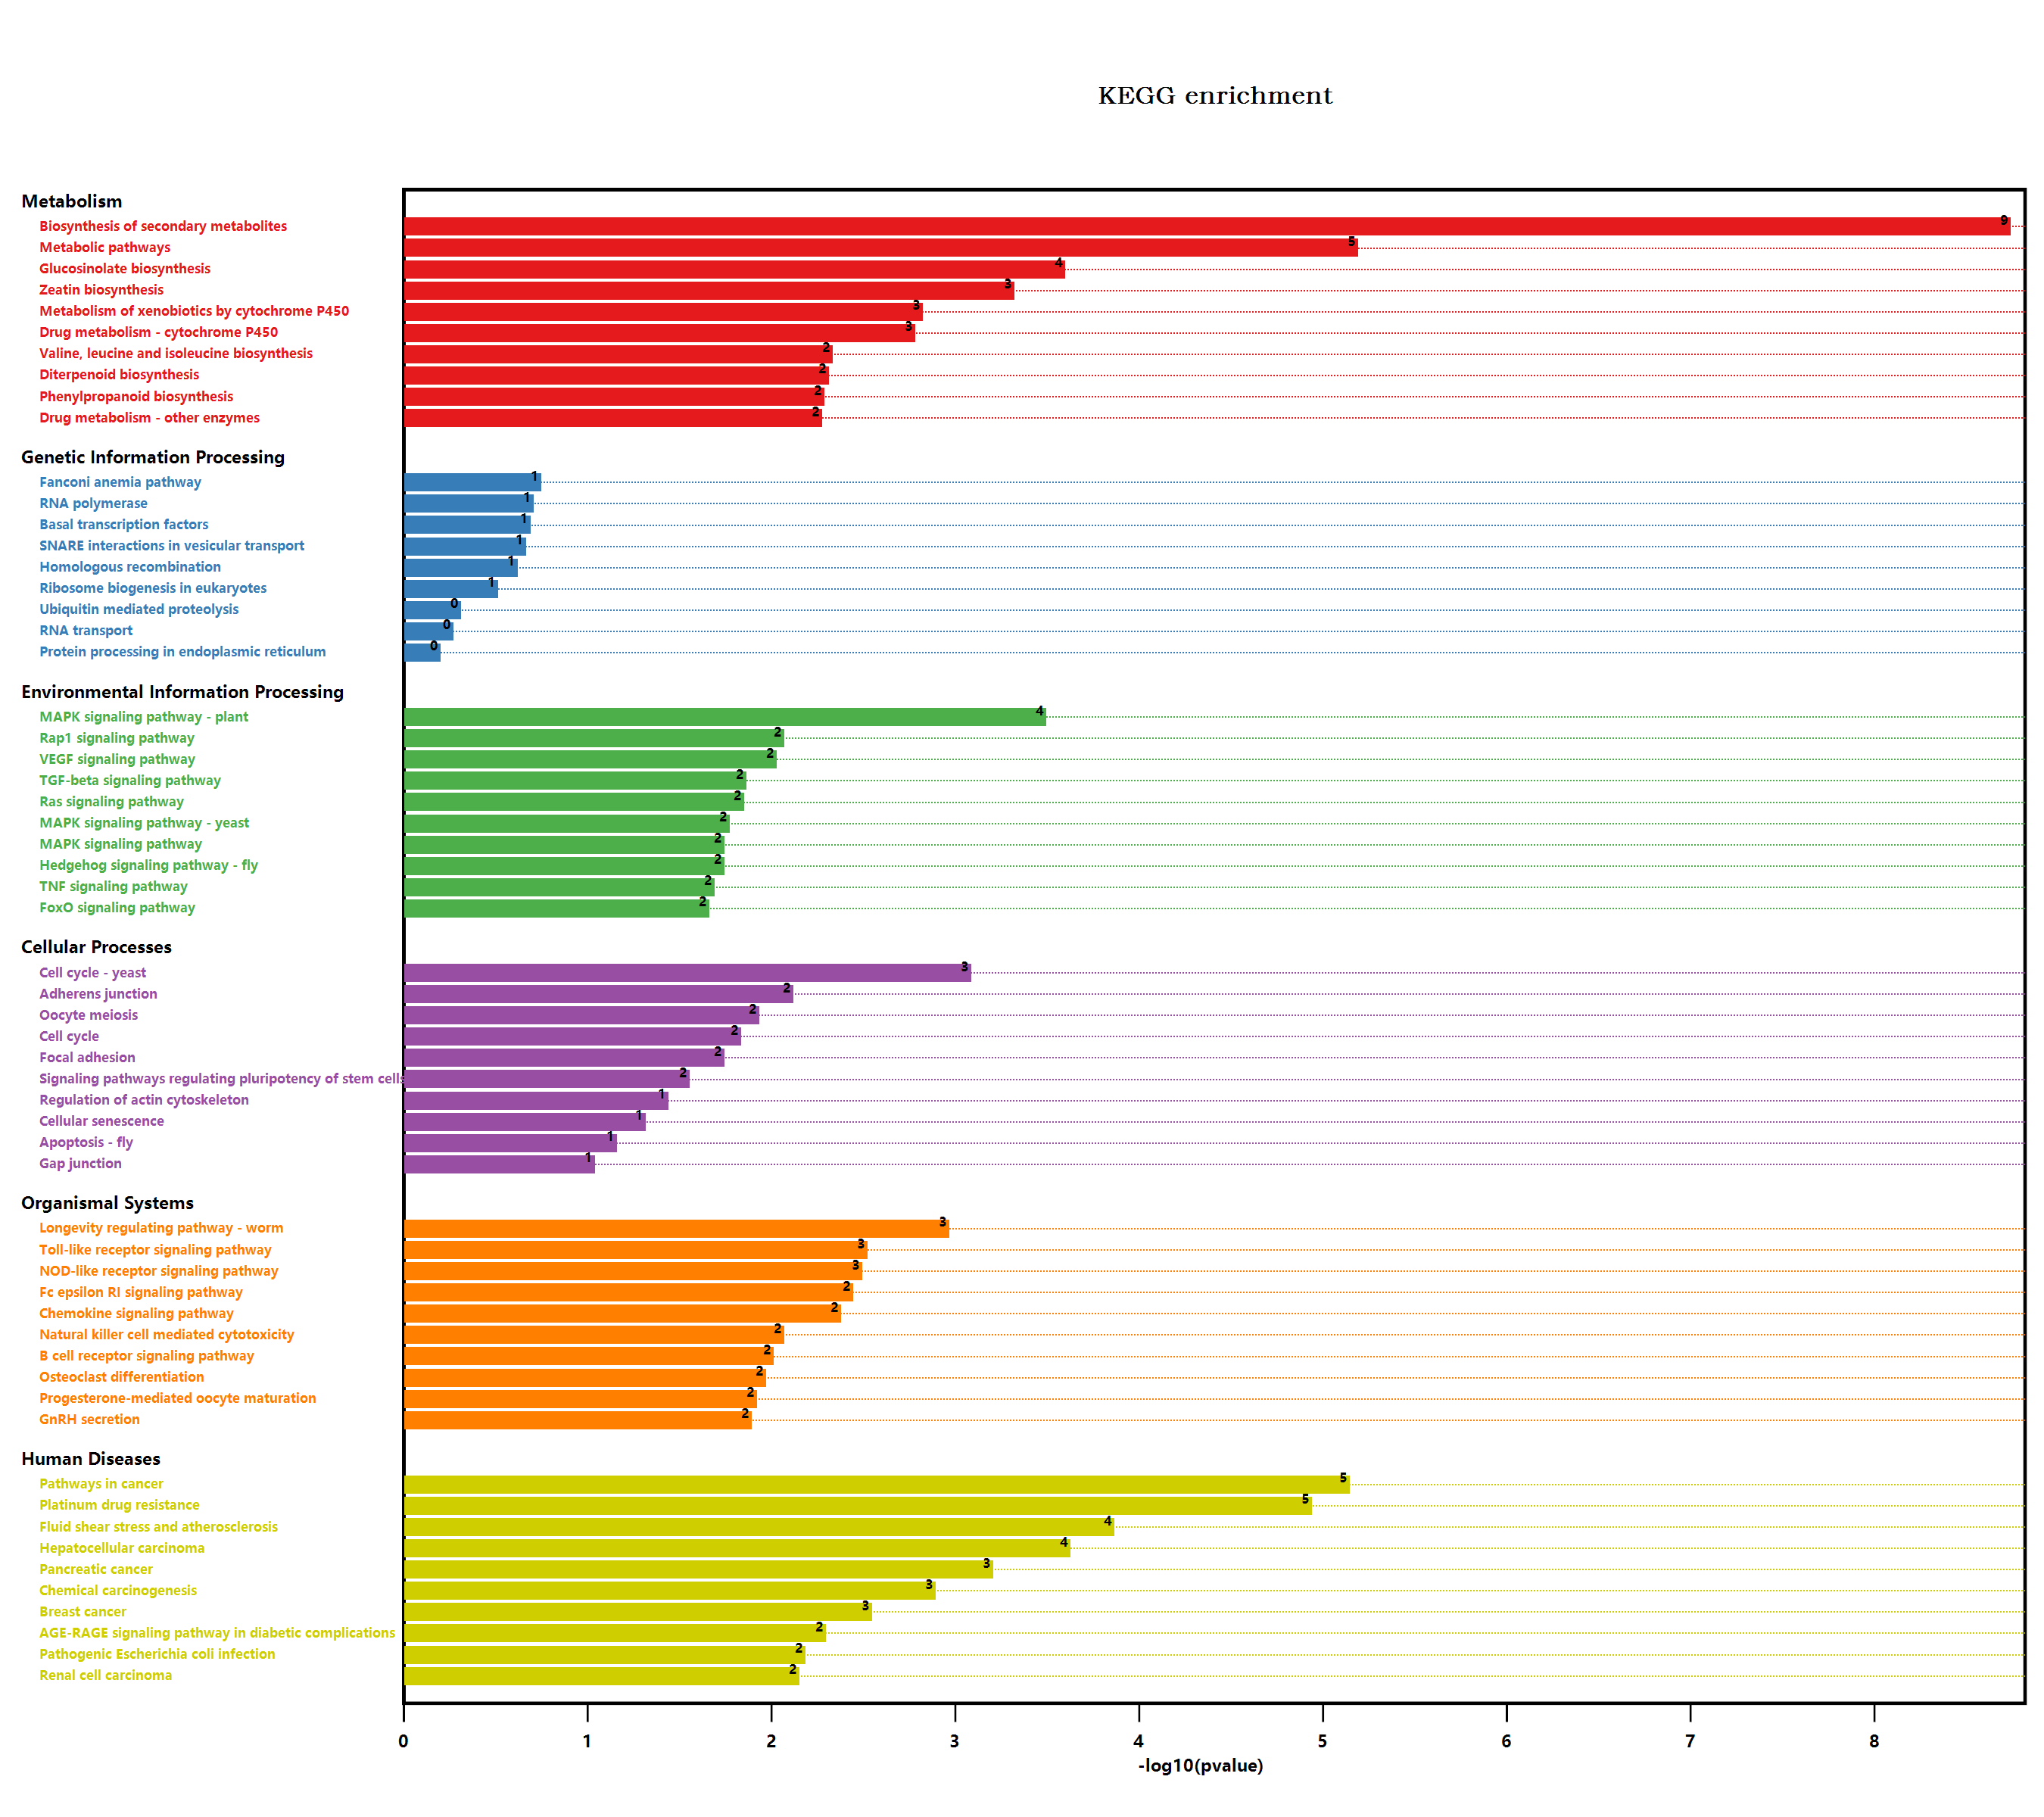 KEGG enrichment
Metabolism
Biosynthesis of secondary metabolites 9
Metabolic pathways 5
Glucosinolate biosynthesis 4
Zeatin biosynthesis 3
Metabolism of xenobiotics by cytochrome P450 3
Drug metabolism - cytochrome P450 3
Valine, leucine and isoleucine biosynthesis 2
Diterpenoid biosynthesis 2
Phenylpropanoid biosynthesis 2
Drug metabolism - other enzymes 2
Genetic Information Processing
Fanconi anemia pathway 1
RNA polymerase 1
Basal transcription factors 1
SNARE interactions in vesicular transport 1
Homologous recombination 1
Ribosome biogenesis in eukaryotes 1
Ubiquitin mediated proteolysis 0
RNA transport 0
Protein processing in endoplasmic reticulum 0
Environmental Information Processing
MAPK signaling pathway - plant 4
Rap1 signaling pathway 2
VEGF signaling pathway 2
TGF-beta signaling pathway 2
Ras signaling pathway 2
MAPK signaling pathway - yeast 2
MAPK signaling pathway 2
Hedgehog signaling pathway - fly 2
TNF signaling pathway 2
FoxO signaling pathway 2
Cellular Processes
Cell cycle - yeast 3
Adherens junction 2
Oocyte meiosis 2
Cell cycle 2
Focal adhesion 2
Signaling pathways regulating pluripotency of stem cells 2
Regulation of actin cytoskeleton 1
Cellular senescence 1
Apoptosis - fly 1
Gap junction 1
Organismal Systems
Longevity regulating pathway - worm 3
Toll-like receptor signaling pathway 3
NOD-like receptor signaling pathway 3
Fc epsilon RI signaling pathway 2
Chemokine signaling pathway 2
Natural killer cell mediated cytotoxicity 2
B cell receptor signaling pathway 2
Osteoclast differentiation 2
Progesterone-mediated oocyte maturation 2
GnRH secretion 2
Human Diseases
Pathways in cancer 5
Platinum drug resistance 5
Fluid shear stress and atherosclerosis 4
Hepatocellular carcinoma 4
Pancreatic cancer 3
Chemical carcinogenesis 3
Breast cancer 3
AGE-RAGE signaling pathway in diabetic complications 2
Pathogenic Escherichia coli infection 2
Renal cell carcinoma 2
0 1 2 3 4 5 6 7 8
-log10(pvalue)